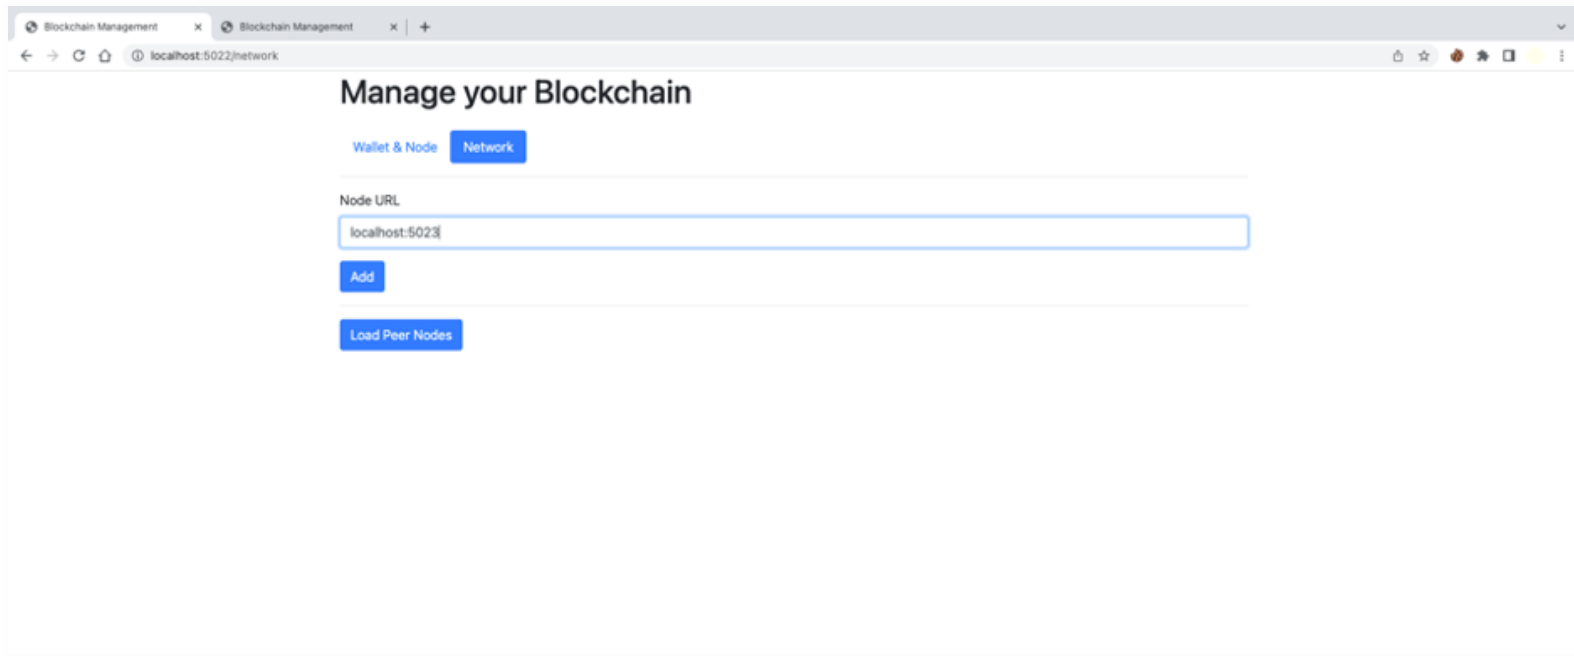 Blockchain Management
Blockchain Management
localhost:5022/network
Manage your Blockchain
Wallet & Node
Network
Node URL
localhost:5023
Add
Load Peer Nodes